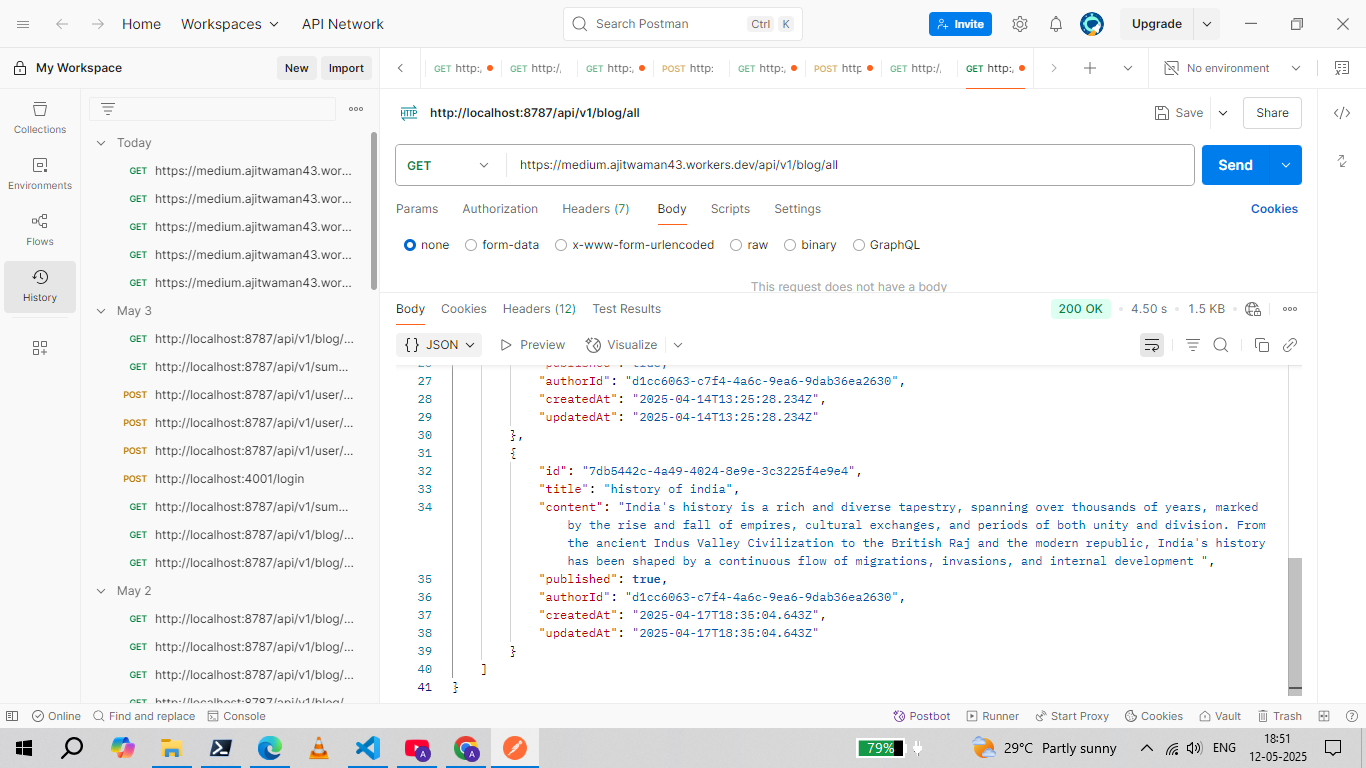 Home Workspaces API Network Search Postman Ctrl K Invite Upgrade
My Workspace New Import GET http:, GET http:/, GET http:, POST http: GET http:, POST http GET http:/, GET http:, No environment
Collections
Environments
Flows
History
Today
GET https://medium.ajitwaman43.wor...
GET https://medium.ajitwaman43.wor...
GET https://medium.ajitwaman43.wor...
GET https://medium.ajitwaman43.wor...
GET https://medium.ajitwaman43.wor...
May 3
GET http://localhost:8787/api/v1/blog/...
GET http://localhost:8787/api/v1/sum...
POST http://localhost:8787/api/v1/user/...
POST http://localhost:8787/api/v1/user/...
POST http://localhost:8787/api/v1/user/...
POST http://localhost:4001/login
GET http://localhost:8787/api/v1/sum...
GET http://localhost:8787/api/v1/blog/...
GET http://localhost:8787/api/v1/blog/...
May 2
GET http://localhost:8787/api/v1/blog/...
GET http://localhost:8787/api/v1/blog/...
GET http://localhost:8787/api/v1/blog/...
GET http://localhost:8787/api/v1/blog/
HTTP http://localhost:8787/api/v1/blog/all Save Share
GET https://medium.ajitwaman43.workers.dev/api/v1/blog/all Send
Params Authorization Headers (7) Body Scripts Settings Cookies
none form-data x-www-form-urlencoded raw binary GraphQL
This request does not have a body
Body Cookies Headers (12) Test Results 200 OK • 4.50 s • 1.5 KB
{} JSON Preview Visualize
26 "published": true,
27 "authorId": "d1cc6063-c7f4-4a6c-9ea6-9dab36ea2630",
28 "createdAt": "2025-04-14T13:25:28.234Z",
29 "updatedAt": "2025-04-14T13:25:28.234Z"
30 },
31 {
32 "id": "7db5442c-4a49-4024-8e9e-3c3225f4e9e4",
33 "title": "history of india",
34 "content": "India's history is a rich and diverse tapestry, spanning over thousands of years, marked
by the rise and fall of empires, cultural exchanges, and periods of both unity and division. From
the ancient Indus Valley Civilization to the British Raj and the modern republic, India's history
has been shaped by a continuous flow of migrations, invasions, and internal development ",
35 "published": true,
36 "authorId": "d1cc6063-c7f4-4a6c-9ea6-9dab36ea2630",
37 "createdAt": "2025-04-17T18:35:04.643Z",
38 "updatedAt": "2025-04-17T18:35:04.643Z"
39 }
40 ]
41 }
Online Find and replace Console Postbot Runner Start Proxy Cookies Vault Trash
79% 29°C Partly sunny ENG 18:51
12-05-2025